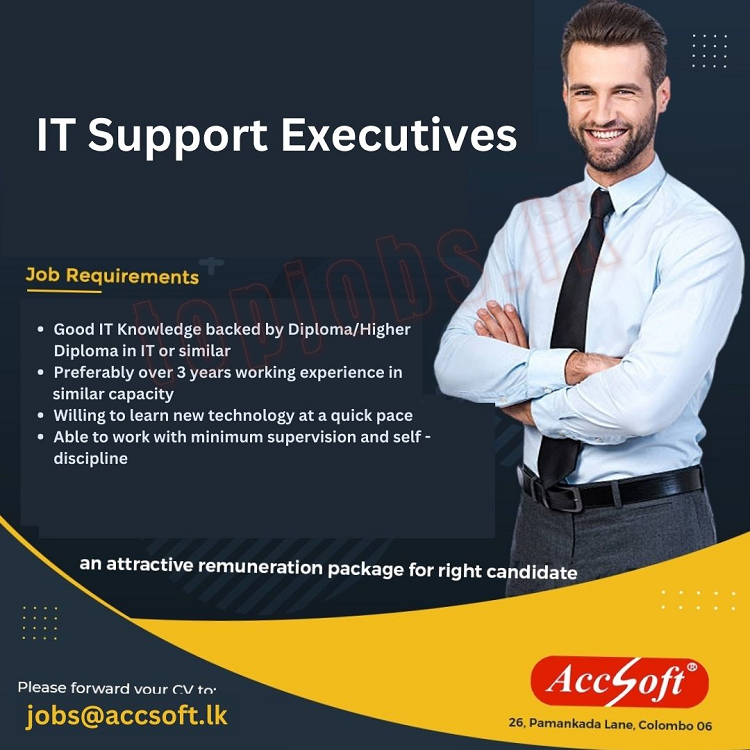 IT Support Executives
topjobs.lk
Job Requirements
• Good IT Knowledge backed by Diploma/Higher
Diploma in IT or similar
• Preferably over 3 years working experience in
similar capacity
• Willing to learn new technology at a quick pace
• Able to work with minimum supervision and self -
discipline
an attractive remuneration package for right candidate
Please forward your CV to:
jobs@accsoft.lk
AccSoft®
26, Pamankada Lane, Colombo 06